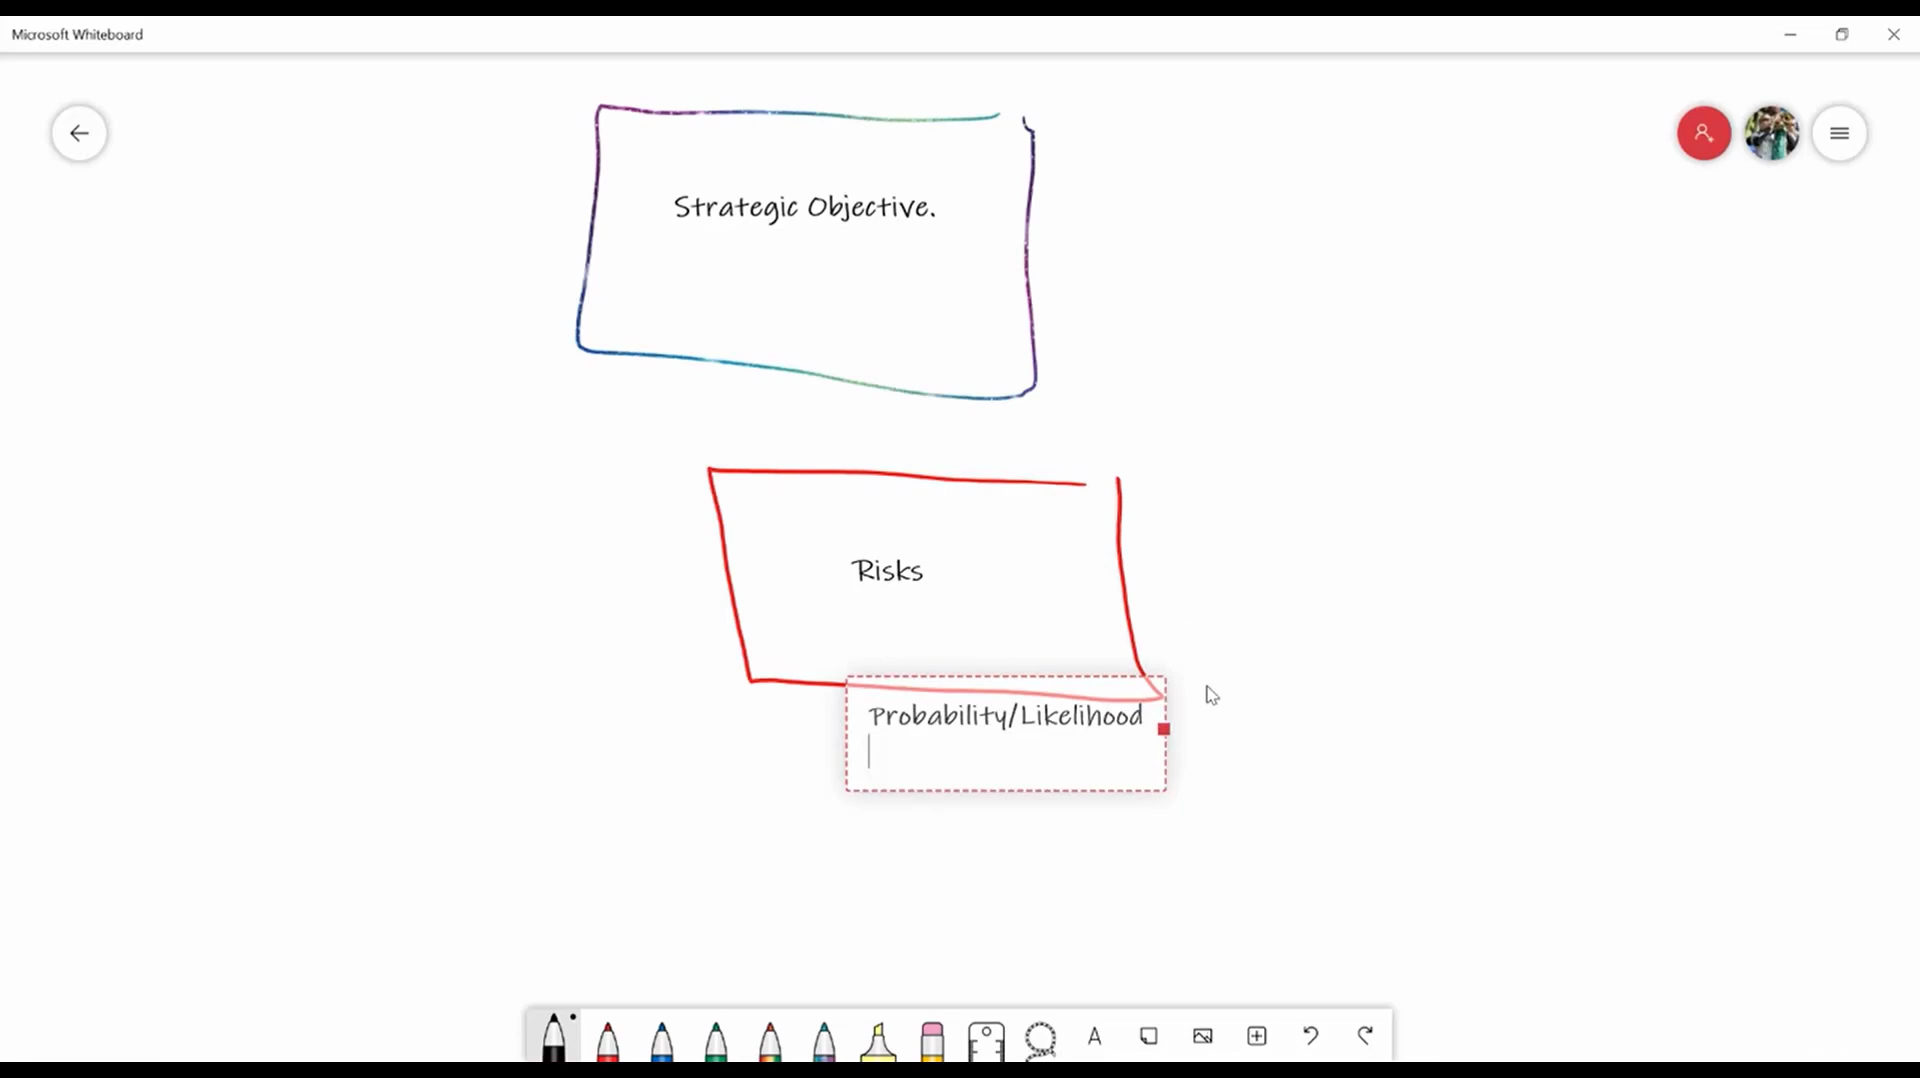 Microsoft Whiteboard
Strategic Objective.
Risks
Probability/Likelihood
A